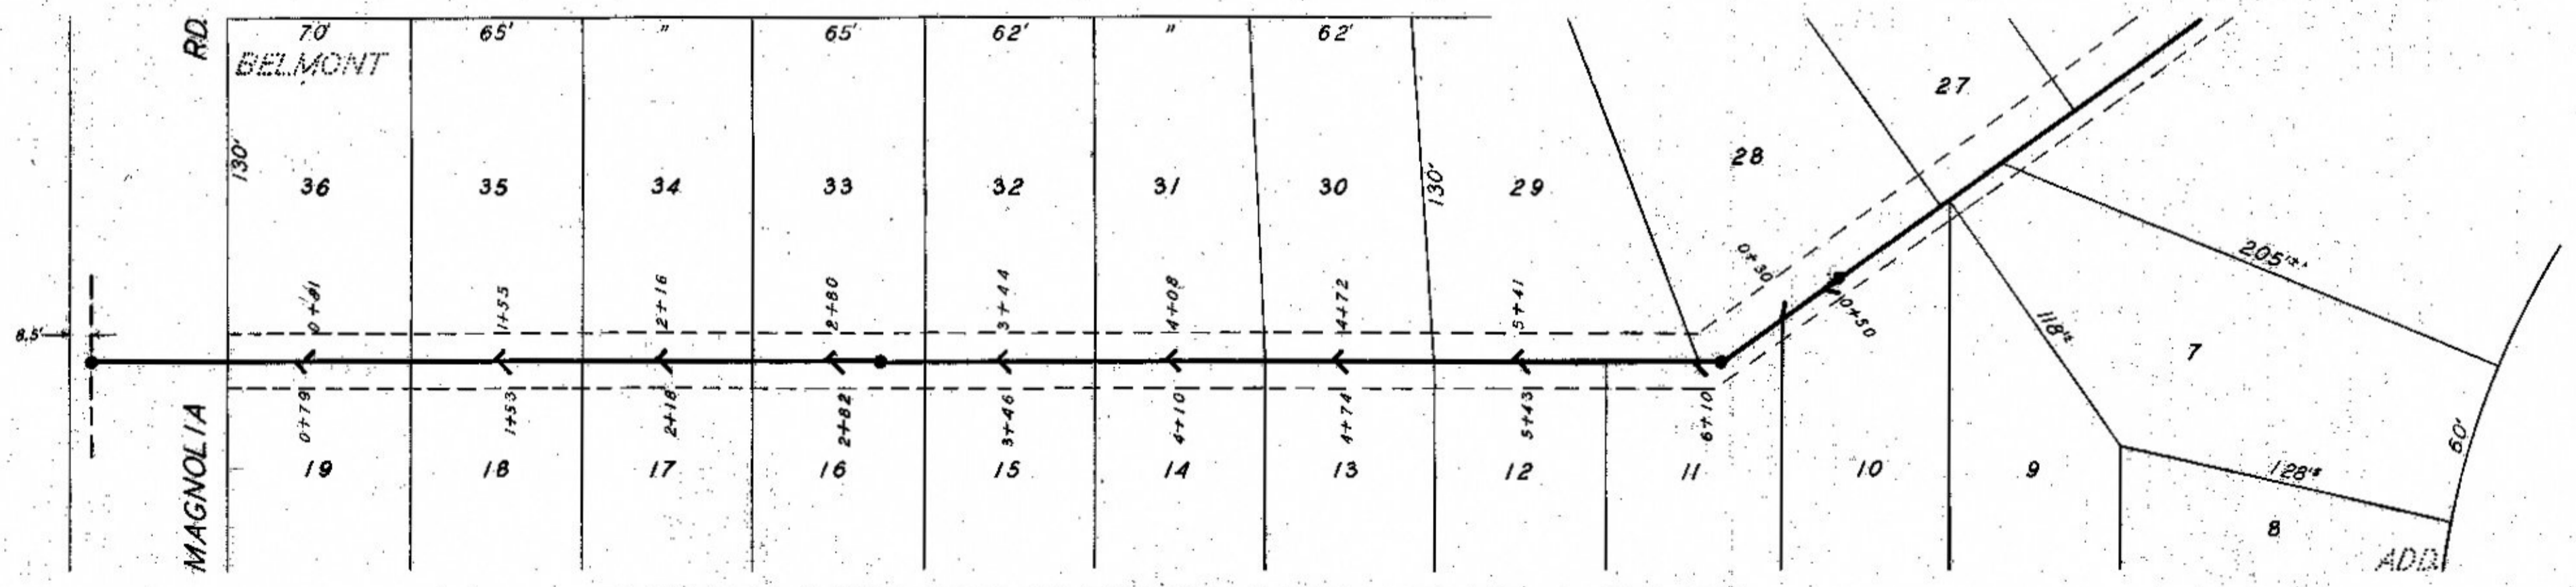 70' 65' " 65' 62' " 62'
BELMONT
RD.
27
130'
28
36 35 34 33 32 31 30 130' 29
205'±
0+30
0+81 1+55 2+16 2+80 3+44 4+08 4+72 5+41
0+50
118'±
8.5'
7
0+79 1+53 2+18 2+82 3+46 4+10 4+74 5+43 6+10
60'
MAGNOLIA
19 18 17 16 15 14 13 12 11 10 9
128'±
8
ADD.